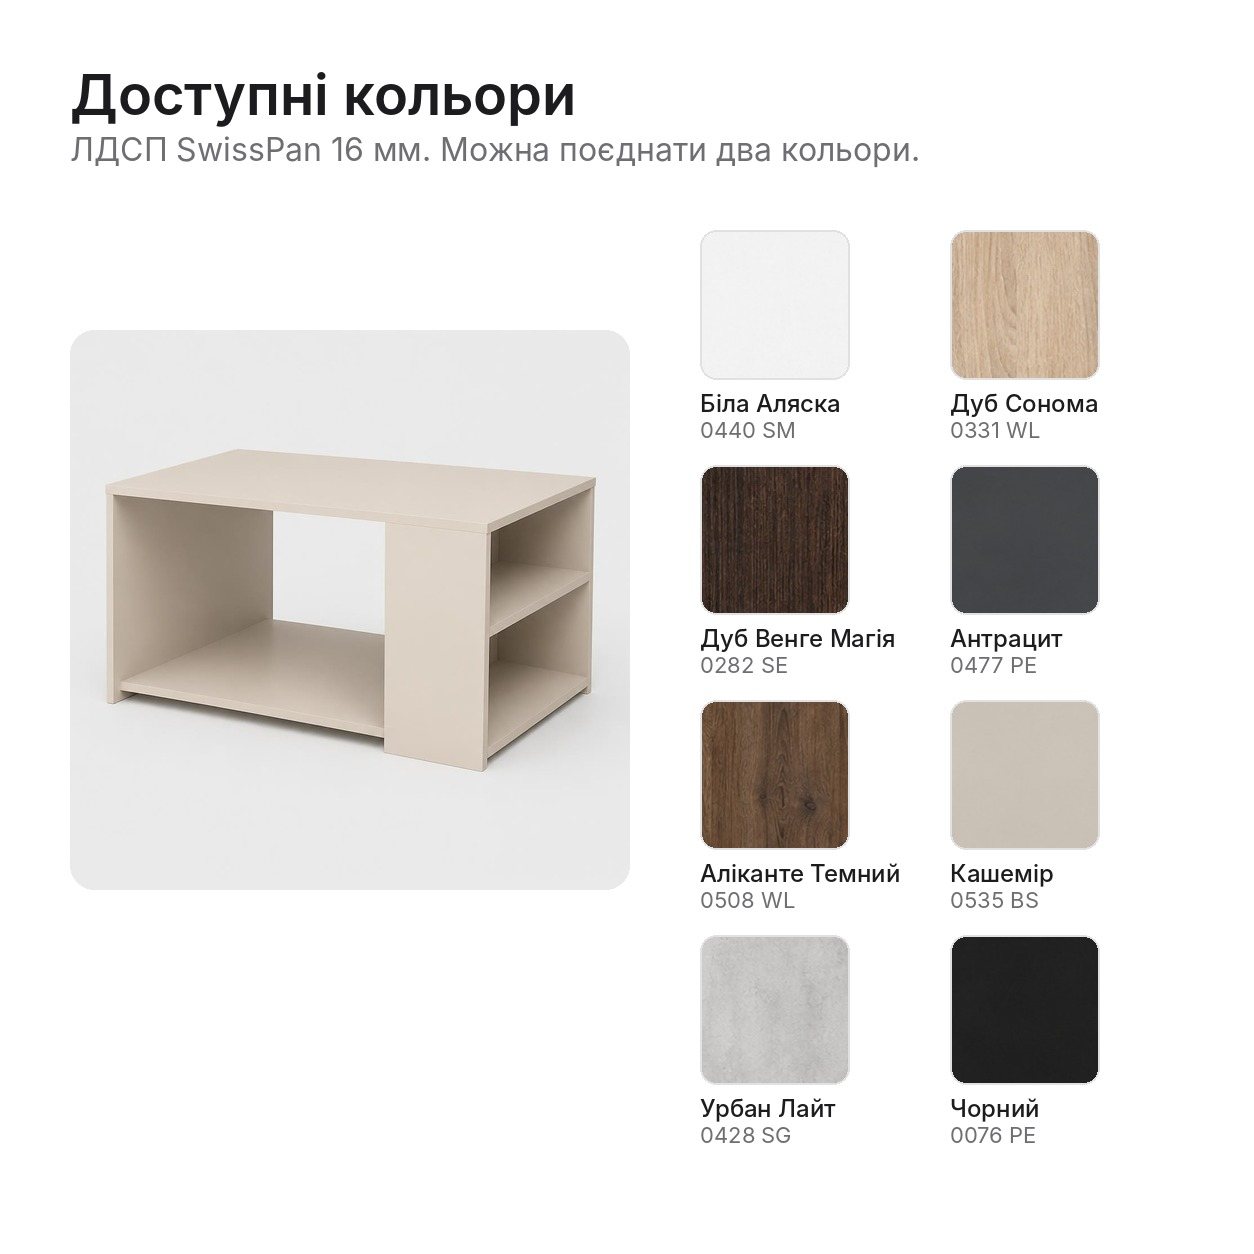 Доступні кольори
ЛДСП SwissPan 16 мм. Можна поєднати два кольори.
Біла Аляска
0440 SM
Дуб Сонома
0331 WL
Дуб Венге Магія
0282 SE
Антрацит
0477 PE
Аліканте Темний
0508 WL
Кашемір
0535 BS
Урбан Лайт
0428 SG
Чорний
0076 PE